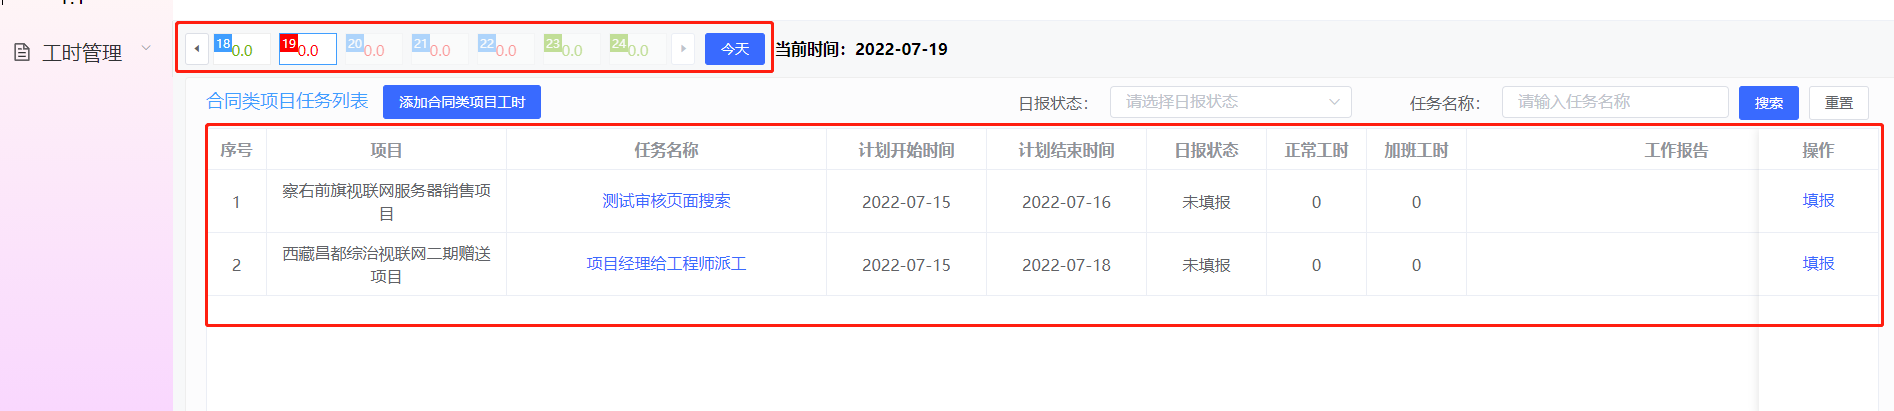 工时管理
18 0.0 19 0.0 20 0.0 21 0.0 22 0.0 23 0.0 24 0.0 今天 当前时间：2022-07-19
合同类项目任务列表 添加合同类项目工时 日报状态： 请选择日报状态 任务名称： 请输入任务名称 搜索 重置
序号 项目 任务名称 计划开始时间 计划结束时间 日报状态 正常工时 加班工时 工作报告 操作
1 察右前旗视联网服务器销售项目 测试审核页面搜索 2022-07-15 2022-07-16 未填报 0 0 填报
2 西藏昌都综治视联网二期赠送项目 项目经理给工程师派工 2022-07-15 2022-07-18 未填报 0 0 填报